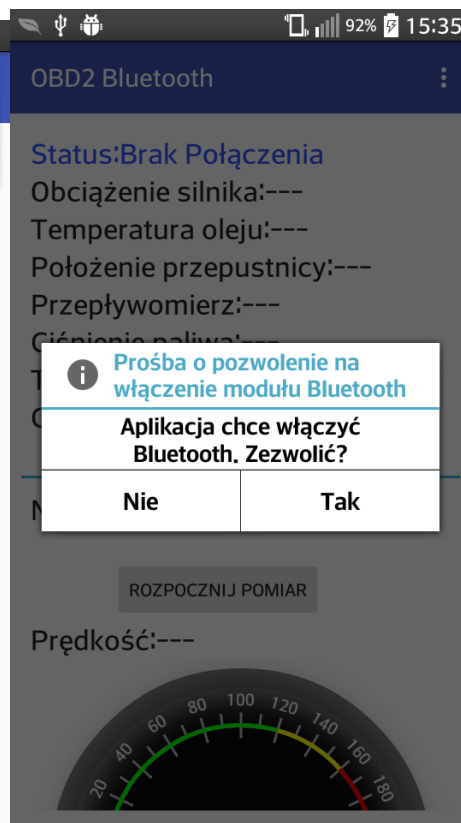 92% 15:35
OBD2 Bluetooth
Status:Brak Połączenia
Obciążenie silnika:---
Temperatura oleju:---
Położenie przepustnicy:---
Przepływomierz:---
Ciśnienie paliwa:---
Prośba o pozwolenie na
włączenie modułu Bluetooth
Aplikacja chce włączyć
Bluetooth. Zezwolić?
Nie Tak
ROZPOCZNIJ POMIAR
Prędkość:---
20 40 60 80 100 120 140 160 180